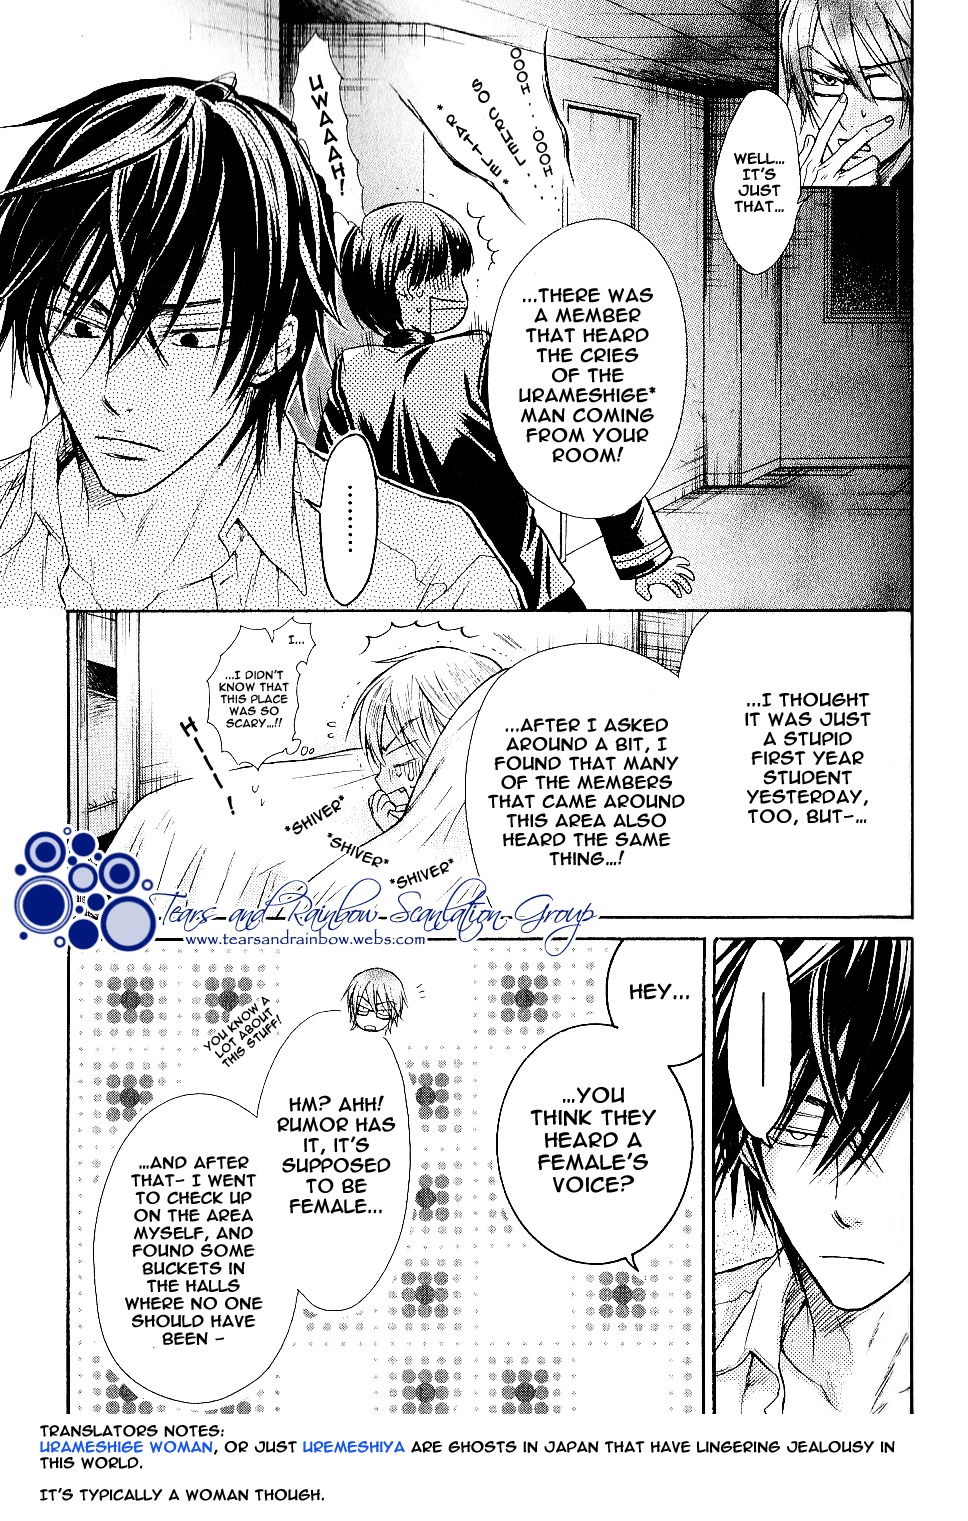 WELL...
IT'S
JUST
THAT...
OOOH...OOOH
SO CRUEL...
*RATTLE*
UWAAAH!
...THERE WAS
A MEMBER
THAT HEARD
THE CRIES
OF THE
URAMESHIGE*
MAN COMING
FROM YOUR
ROOM!
.........
...I THOUGHT
IT WAS JUST
A STUPID
FIRST YEAR
STUDENT
YESTERDAY,
TOO, BUT-...
...AFTER I ASKED
AROUND A BIT, I
FOUND THAT MANY
OF THE MEMBERS
THAT CAME AROUND
THIS AREA ALSO
HEARD THE SAME
THING...!
I...
...I DIDN'T
KNOW THAT
THIS PLACE
WAS SO
SCARY...!!
HIIII!
*SHIVER*
*SHIVER*
*SHIVER*
Tears and Rainbow Scanlation Group
www.tearsandrainbow.webs.com
HEY...
...YOU
THINK THEY
HEARD A
FEMALE'S
VOICE?
HM? AHH!
RUMOR HAS
IT, IT'S
SUPPOSED
TO BE
FEMALE...
YOU KNOW A
LOT ABOUT
THIS STUFF!
...AND AFTER
THAT- I WENT
TO CHECK UP
ON THE AREA
MYSELF, AND
FOUND SOME
BUCKETS IN
THE HALLS
WHERE NO ONE
SHOULD HAVE
BEEN -
TRANSLATORS NOTES:
URAMESHIGE WOMAN, OR JUST UREMESHIYA ARE GHOSTS IN JAPAN THAT HAVE LINGERING JEALOUSY IN
THIS WORLD.
IT'S TYPICALLY A WOMAN THOUGH.